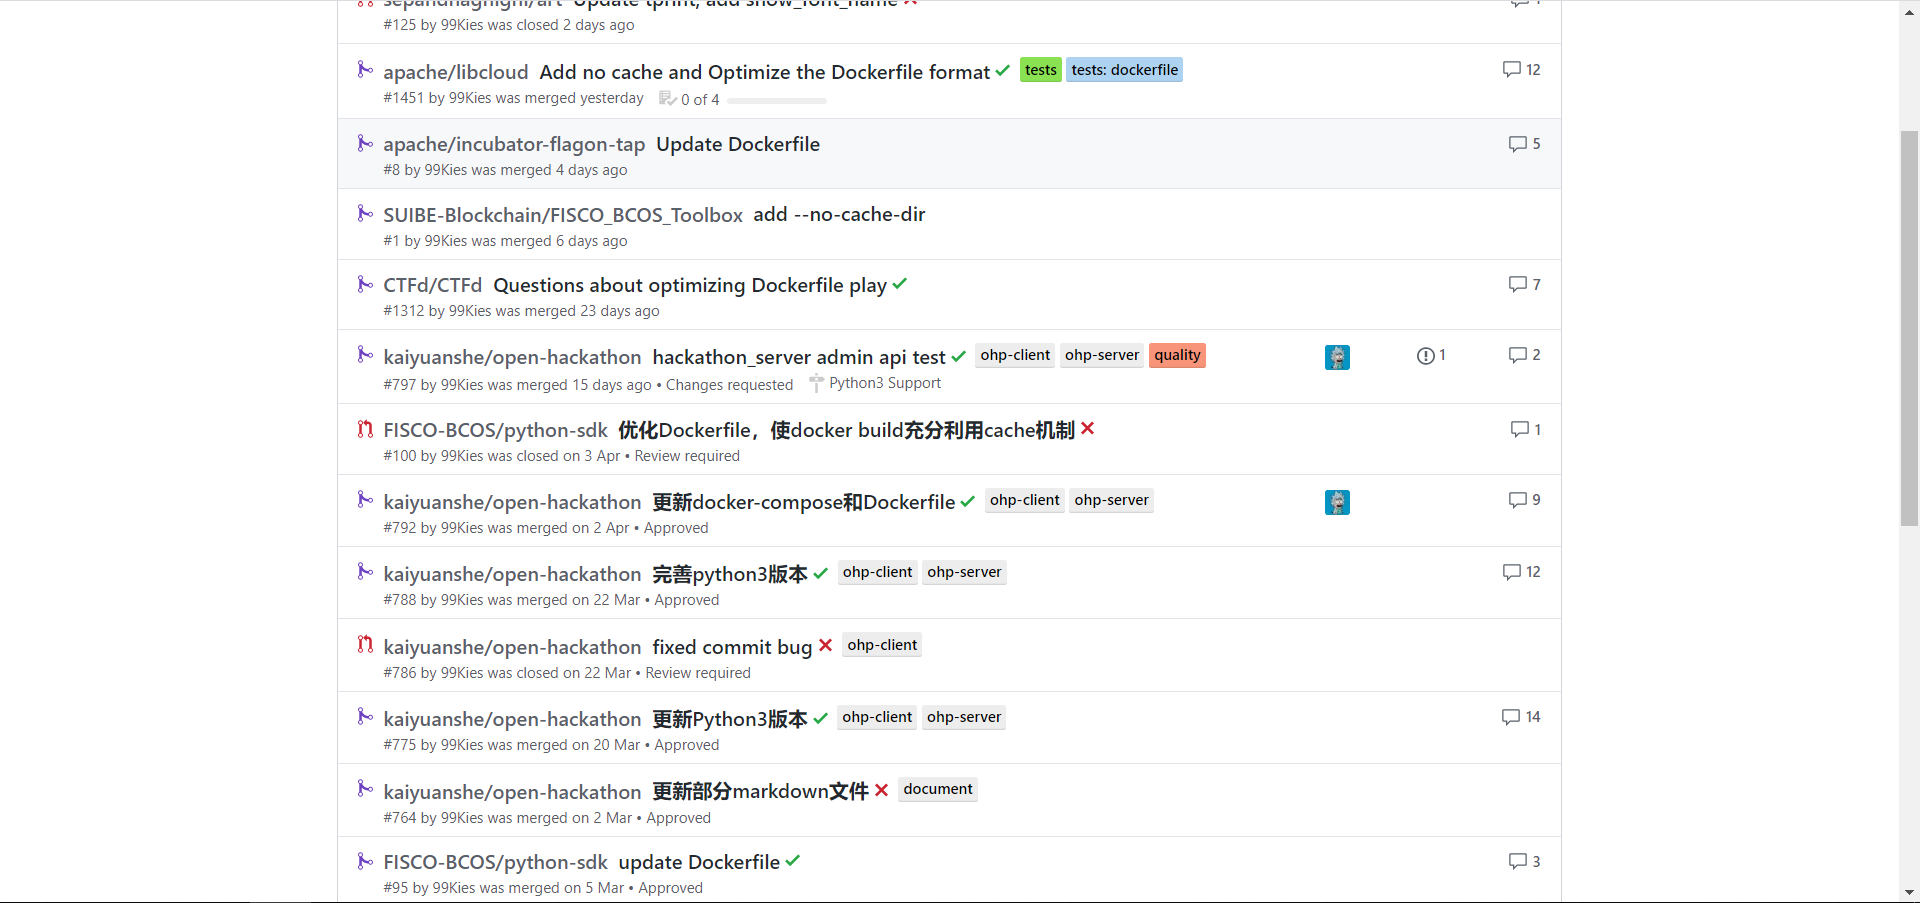 sepandhaghighi/art Update tprint, add show_font_name 1
#125 by 99Kies was closed 2 days ago
apache/libcloud Add no cache and Optimize the Dockerfile format tests tests: dockerfile 12
#1451 by 99Kies was merged yesterday 0 of 4
apache/incubator-flagon-tap Update Dockerfile 5
#8 by 99Kies was merged 4 days ago
SUIBE-Blockchain/FISCO_BCOS_Toolbox add --no-cache-dir
#1 by 99Kies was merged 6 days ago
CTFd/CTFd Questions about optimizing Dockerfile play 7
#1312 by 99Kies was merged 23 days ago
kaiyuanshe/open-hackathon hackathon_server admin api test ohp-client ohp-server quality 1 2
#797 by 99Kies was merged 15 days ago • Changes requested Python3 Support
FISCO-BCOS/python-sdk 优化Dockerfile，使docker build充分利用cache机制 1
#100 by 99Kies was closed on 3 Apr • Review required
kaiyuanshe/open-hackathon 更新docker-compose和Dockerfile ohp-client ohp-server 9
#792 by 99Kies was merged on 2 Apr • Approved
kaiyuanshe/open-hackathon 完善python3版本 ohp-client ohp-server 12
#788 by 99Kies was merged on 22 Mar • Approved
kaiyuanshe/open-hackathon fixed commit bug ohp-client
#786 by 99Kies was closed on 22 Mar • Review required
kaiyuanshe/open-hackathon 更新Python3版本 ohp-client ohp-server 14
#775 by 99Kies was merged on 20 Mar • Approved
kaiyuanshe/open-hackathon 更新部分markdown文件 document
#764 by 99Kies was merged on 2 Mar • Approved
FISCO-BCOS/python-sdk update Dockerfile 3
#95 by 99Kies was merged on 5 Mar • Approved